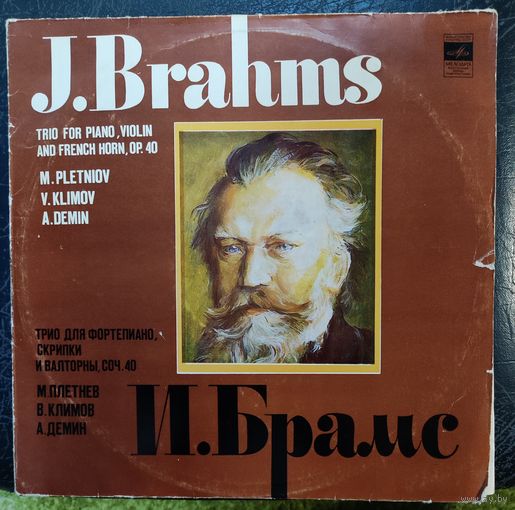 J.Brahms
TRIO FOR PIANO, VIOLIN
AND FRENCH HORN, OP. 40
M. PLETNIOV
V. KLIMOV
A. DEMIN
МЕЛОДИЯ
ТРИО ДЛЯ ФОРТЕПИАНО,
СКРИПКИ
И ВАЛТОРНЫ, СОЧ. 40
М. ПЛЕТНЕВ
В. КЛИМОВ
А. ДЕМИН
И.Брамс